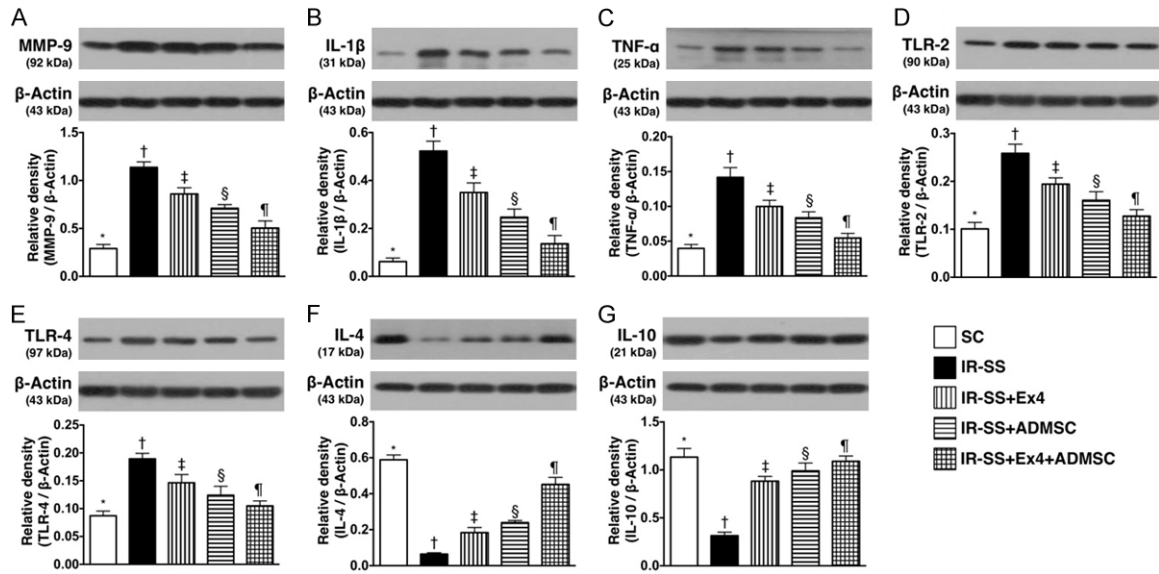 A
MMP-9
(92 kDa)
β-Actin
(43 kDa)
Relative density
(MMP-9 / β-Actin)
1.5
1.0
0.5
0.0
*
†
‡
§
¶
B
IL-1β
(31 kDa)
β-Actin
(43 kDa)
Relative density
(IL-1β / β-Actin)
0.6
0.4
0.2
0.0
*
†
‡
§
¶
C
TNF-α
(25 kDa)
β-Actin
(43 kDa)
Relative density
(TNF-α/ β-Actin)
0.20
0.15
0.10
0.05
0.00
*
†
‡
§
¶
D
TLR-2
(90 kDa)
β-Actin
(43 kDa)
Relative density
(TLR-2 / β-Actin)
0.3
0.2
0.1
0.0
*
†
‡
§
¶
E
TLR-4
(97 kDa)
β-Actin
(43 kDa)
Relative density
(TLR-4 / β-Actin)
0.20
0.15
0.10
0.05
0.00
*
†
‡
§
¶
F
IL-4
(17 kDa)
β-Actin
(43 kDa)
Relative density
(IL-4 / β-Actin)
0.6
0.4
0.2
0.0
*
†
‡
§
¶
G
IL-10
(21 kDa)
β-Actin
(43 kDa)
Relative density
(IL-10 / β-Actin)
1.5
1.0
0.5
0.0
*
†
‡
§
¶
SC
IR-SS
IR-SS+Ex4
IR-SS+ADMSC
IR-SS+Ex4+ADMSC